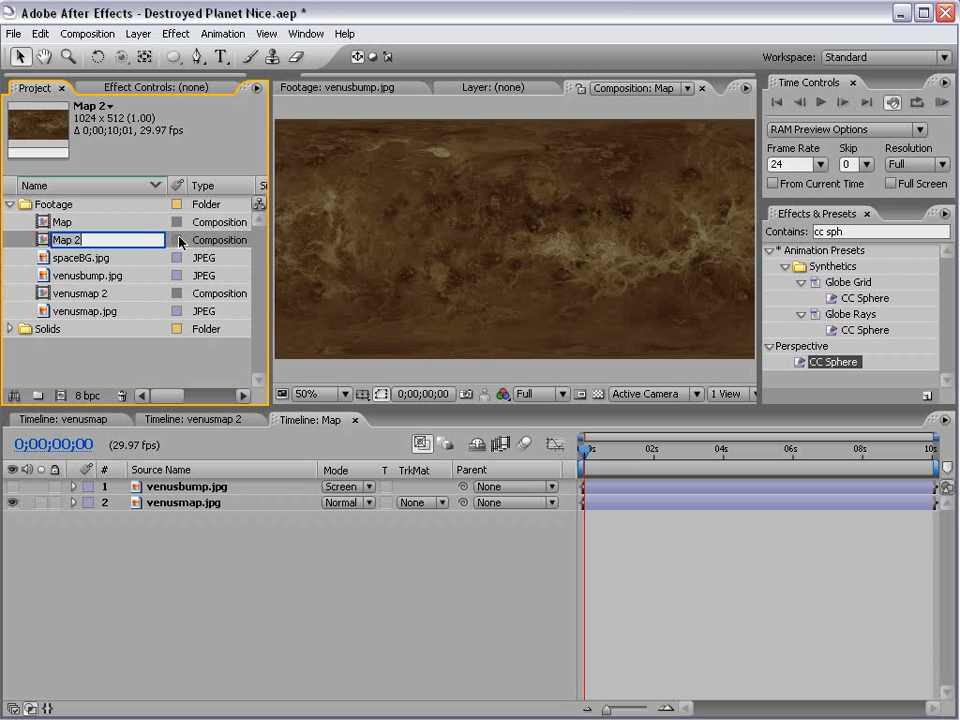 Adobe After Effects - Destroyed Planet Nice.aep *
File Edit Composition Layer Effect Animation View Window Help
Workspace: Standard
Project Effect Controls: (none)
Footage: venusbump.jpg Layer: (none) Composition: Map
Time Controls
Map 2
1024 x 512 (1.00)
Δ 0;00;10;01, 29.97 fps
RAM Preview Options
Frame Rate Skip Resolution
24 0 Full
From Current Time Full Screen
Name Type Si
Footage Folder
Map Composition
Map 2 Composition
spaceBG.jpg JPEG
venusbump.jpg JPEG
venusmap 2 Composition
venusmap.jpg JPEG
Solids Folder
8 bpc
Effects & Presets
Contains: cc sph
* Animation Presets
Synthetics
Globe Grid
CC Sphere
Globe Rays
CC Sphere
Perspective
CC Sphere
50% 0;00;00;00 Full Active Camera 1 View
Timeline: venusmap Timeline: venusmap 2 Timeline: Map
0;00;00;00 (29.97 fps)
02s 04s 06s 08s 10s
# Source Name Mode T TrkMat Parent
1 venusbump.jpg Screen None
2 venusmap.jpg Normal None None